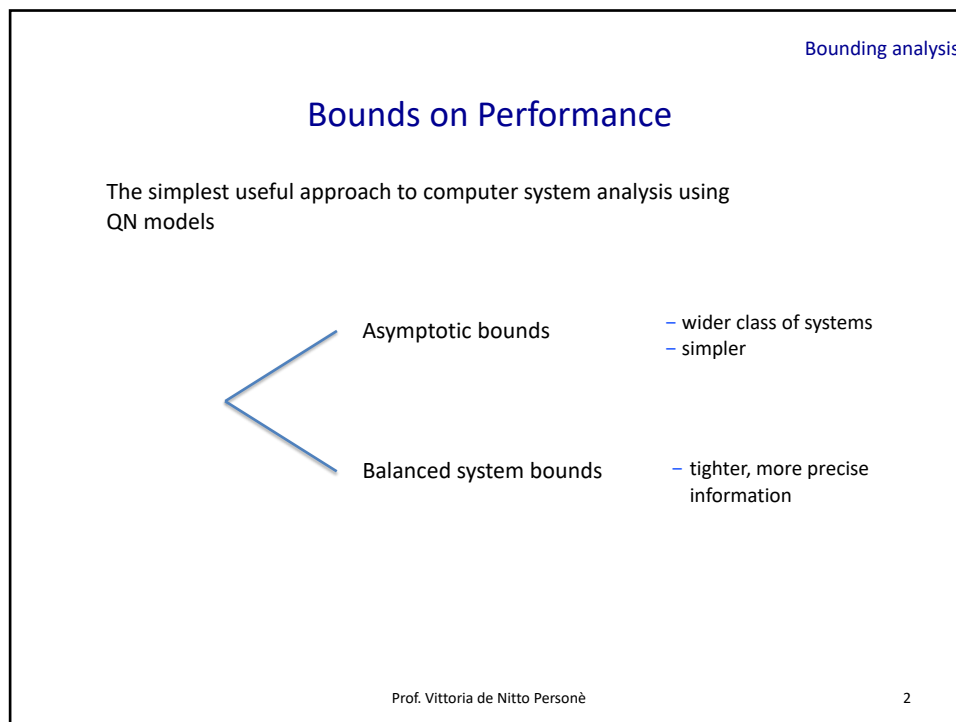 Bounding analysis
Bounds on Performance
The simplest useful approach to computer system analysis using
QN models
Asymptotic bounds
– wider class of systems
– simpler
Balanced system bounds
– tighter, more precise
information
Prof. Vittoria de Nitto Personè
2